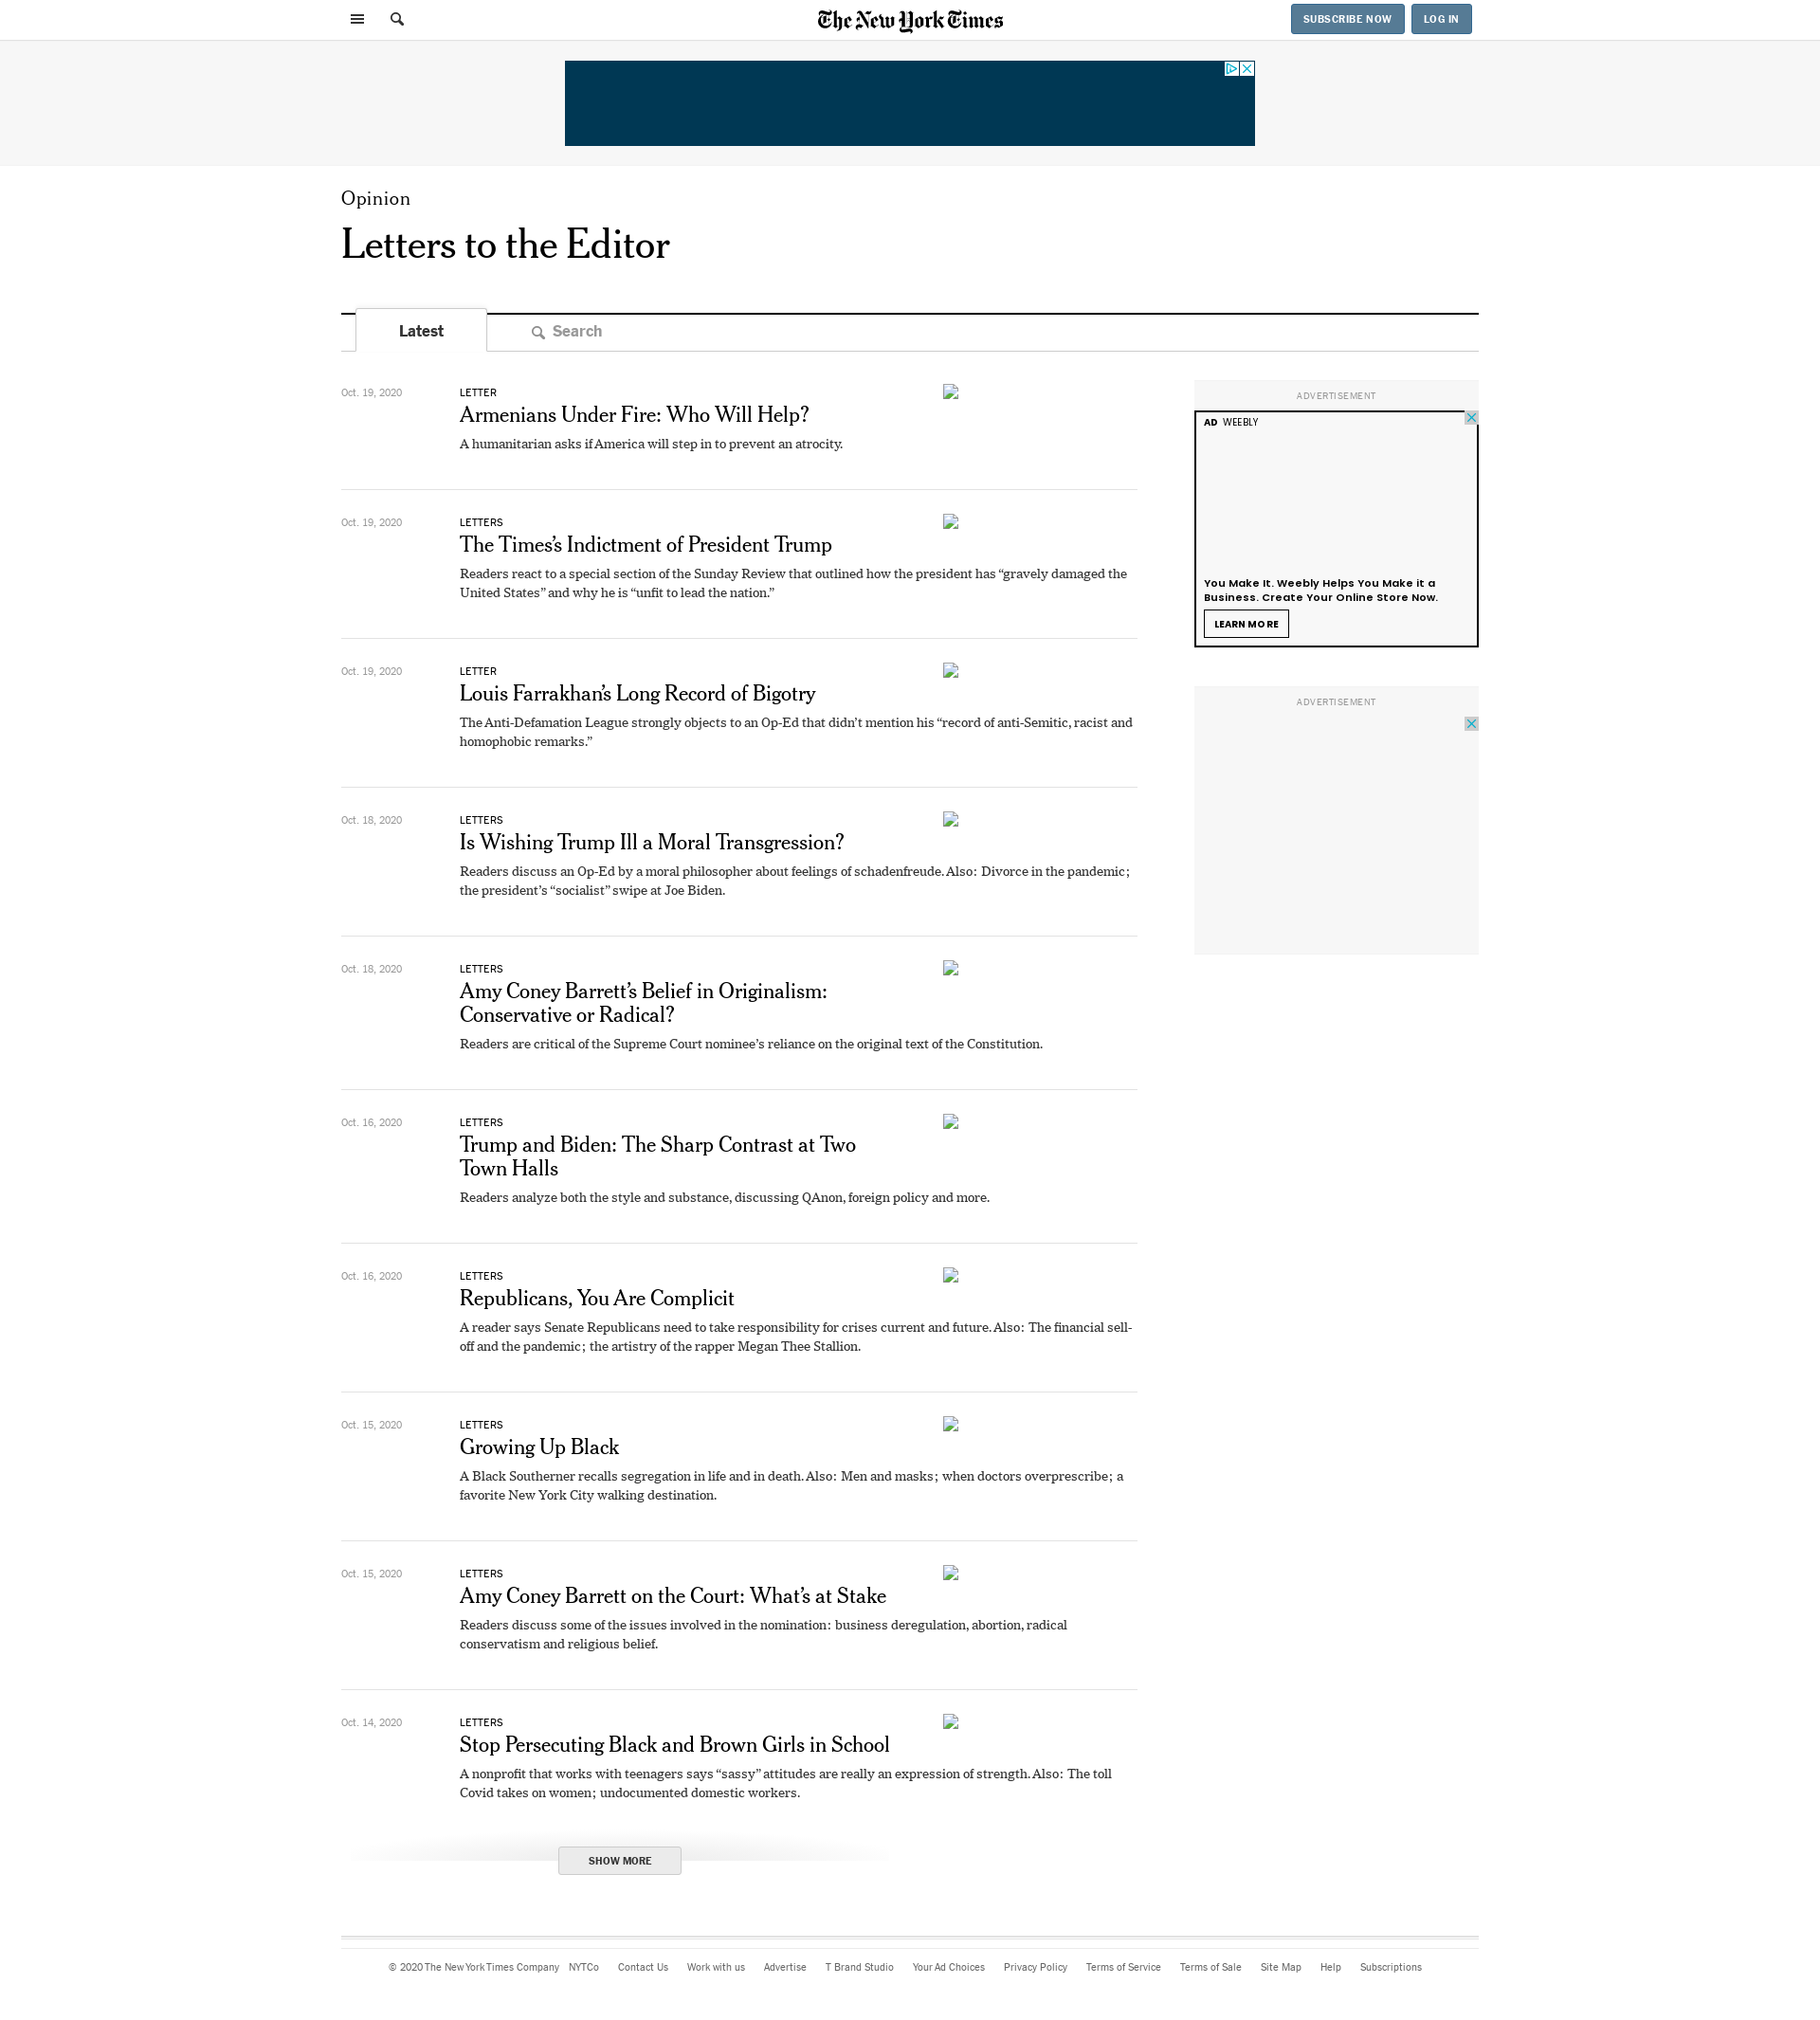 The New York Times
SUBSCRIBE NOW
LOG IN
Opinion
Letters to the Editor
Latest
Search
Oct. 19, 2020
LETTER
Armenians Under Fire: Who Will Help?
A humanitarian asks if America will step in to prevent an atrocity.
Oct. 19, 2020
LETTERS
The Times’s Indictment of President Trump
Readers react to a special section of the Sunday Review that outlined how the president has “gravely damaged the
United States” and why he is “unfit to lead the nation.”
Oct. 19, 2020
LETTER
Louis Farrakhan’s Long Record of Bigotry
The Anti-Defamation League strongly objects to an Op-Ed that didn’t mention his “record of anti-Semitic, racist and
homophobic remarks.”
Oct. 18, 2020
LETTERS
Is Wishing Trump Ill a Moral Transgression?
Readers discuss an Op-Ed by a moral philosopher about feelings of schadenfreude. Also: Divorce in the pandemic;
the president’s “socialist” swipe at Joe Biden.
Oct. 18, 2020
LETTERS
Amy Coney Barrett’s Belief in Originalism:
Conservative or Radical?
Readers are critical of the Supreme Court nominee’s reliance on the original text of the Constitution.
Oct. 16, 2020
LETTERS
Trump and Biden: The Sharp Contrast at Two
Town Halls
Readers analyze both the style and substance, discussing QAnon, foreign policy and more.
Oct. 16, 2020
LETTERS
Republicans, You Are Complicit
A reader says Senate Republicans need to take responsibility for crises current and future. Also: The financial sell-
off and the pandemic; the artistry of the rapper Megan Thee Stallion.
Oct. 15, 2020
LETTERS
Growing Up Black
A Black Southerner recalls segregation in life and in death. Also: Men and masks; when doctors overprescribe; a
favorite New York City walking destination.
Oct. 15, 2020
LETTERS
Amy Coney Barrett on the Court: What’s at Stake
Readers discuss some of the issues involved in the nomination: business deregulation, abortion, radical
conservatism and religious belief.
Oct. 14, 2020
LETTERS
Stop Persecuting Black and Brown Girls in School
A nonprofit that works with teenagers says “sassy” attitudes are really an expression of strength. Also: The toll
Covid takes on women; undocumented domestic workers.
SHOW MORE
ADVERTISEMENT
AD WEEBLY
You Make It. Weebly Helps You Make it a
Business. Create Your Online Store Now.
LEARN MORE
ADVERTISEMENT
© 2020 The New York Times Company NYTCo Contact Us Work with us Advertise T Brand Studio Your Ad Choices Privacy Policy Terms of Service Terms of Sale Site Map Help Subscriptions